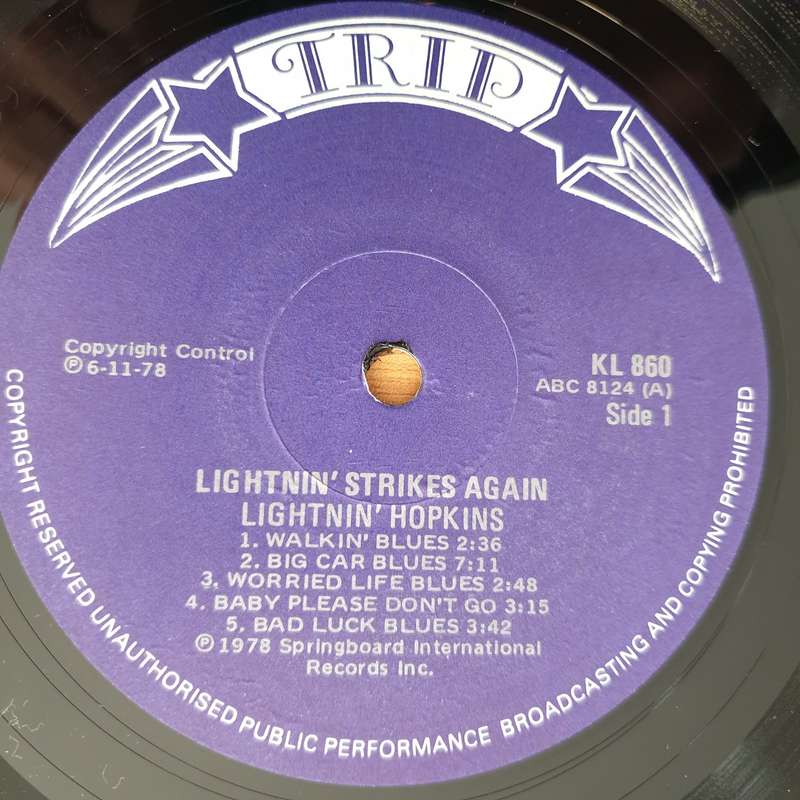 TRIP
Copyright Control
℗6-11-78
KL 860
ABC 8124 (A)
Side 1
LIGHTNIN' STRIKES AGAIN
LIGHTNIN' HOPKINS
1. WALKIN' BLUES 2:36
2. BIG CAR BLUES 7:11
3. WORRIED LIFE BLUES 2:48
4. BABY PLEASE DON'T GO 3:15
5. BAD LUCK BLUES 3:42
℗ 1978 Springboard International
Records Inc.
COPYRIGHT RESERVED UNAUTHORISED PUBLIC PERFORMANCE BROADCASTING AND COPYING PROHIBITED